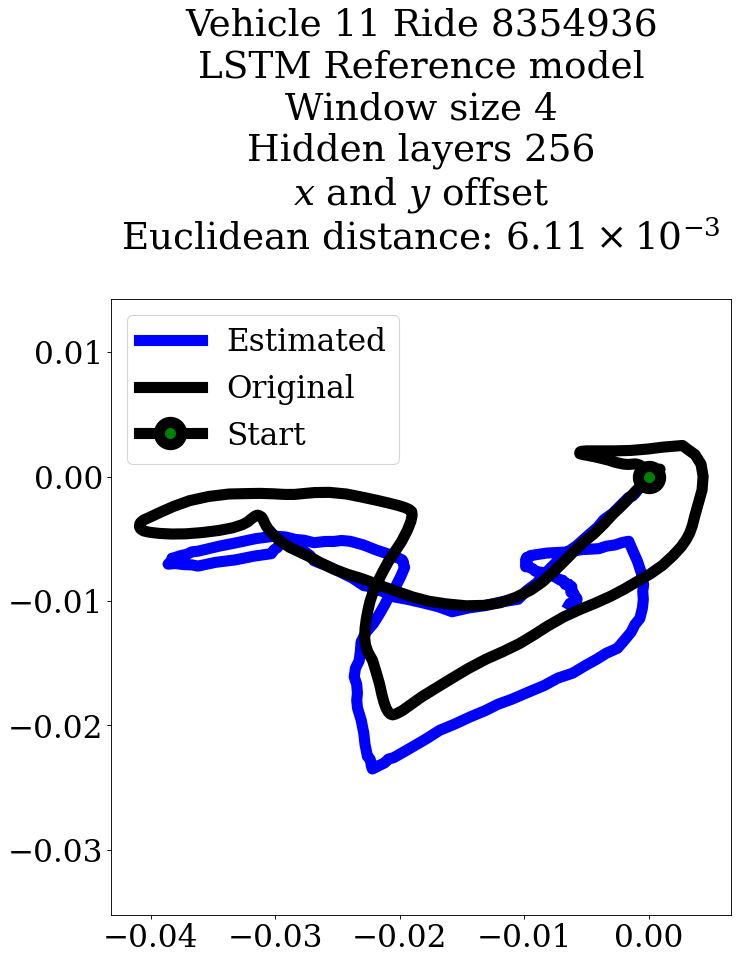 Vehicle 11 Ride 8354936
LSTM Reference model
Window size 4
Hidden layers 256
x and y offset
Euclidean distance: 6.11 × 10⁻³
Estimated
Original
Start
0.01
0.00
−0.01
−0.02
−0.03
−0.04 −0.03 −0.02 −0.01 0.00